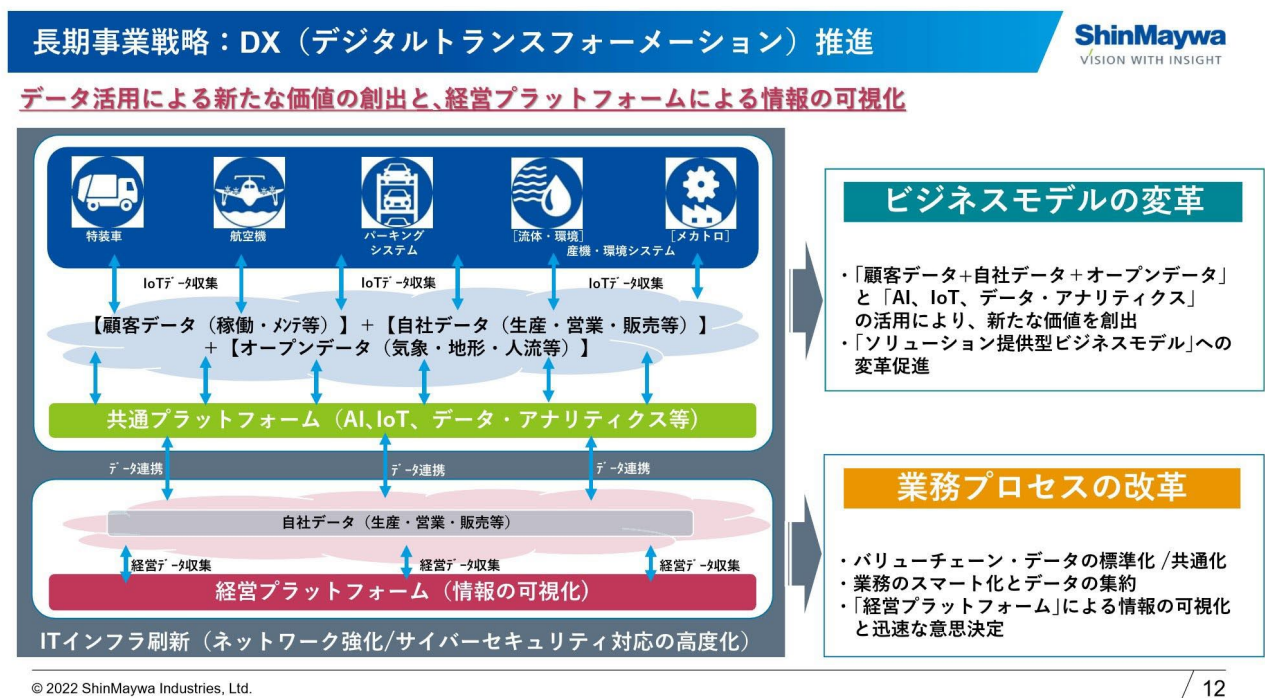 長期事業戦略：DX（デジタルトランスフォーメーション）推進
ShinMaywa
VISION WITH INSIGHT
データ活用による新たな価値の創出と、経営プラットフォームによる情報の可視化
特装車
航空機
パーキング
システム
［流体・環境］
［メカトロ］
産機・環境システム
IoTﾃﾞｰﾀ収集
IoTﾃﾞｰﾀ収集
IoTﾃﾞｰﾀ収集
【顧客データ（稼働・ﾒﾝﾃ等）】＋【自社データ（生産・営業・販売等）】
＋【オープンデータ（気象・地形・人流等）】
共通プラットフォーム（AI、IoT、データ・アナリティクス等）
ﾃﾞｰﾀ連携
ﾃﾞｰﾀ連携
ﾃﾞｰﾀ連携
自社データ（生産・営業・販売等）
経営ﾃﾞｰﾀ収集
経営ﾃﾞｰﾀ収集
経営ﾃﾞｰﾀ収集
経営プラットフォーム（情報の可視化）
ITインフラ刷新（ネットワーク強化/サイバーセキュリティ対応の高度化）
ビジネスモデルの変革
・「顧客データ+自社データ＋オープンデータ」
と「AI、IoT、データ・アナリティクス」
の活用により、新たな価値を創出
・「ソリューション提供型ビジネスモデル」への
変革促進
業務プロセスの改革
・バリューチェーン・データの標準化 /共通化
・業務のスマート化とデータの集約
・「経営プラットフォーム」による情報の可視化
と迅速な意思決定
© 2022 ShinMaywa Industries, Ltd.
12